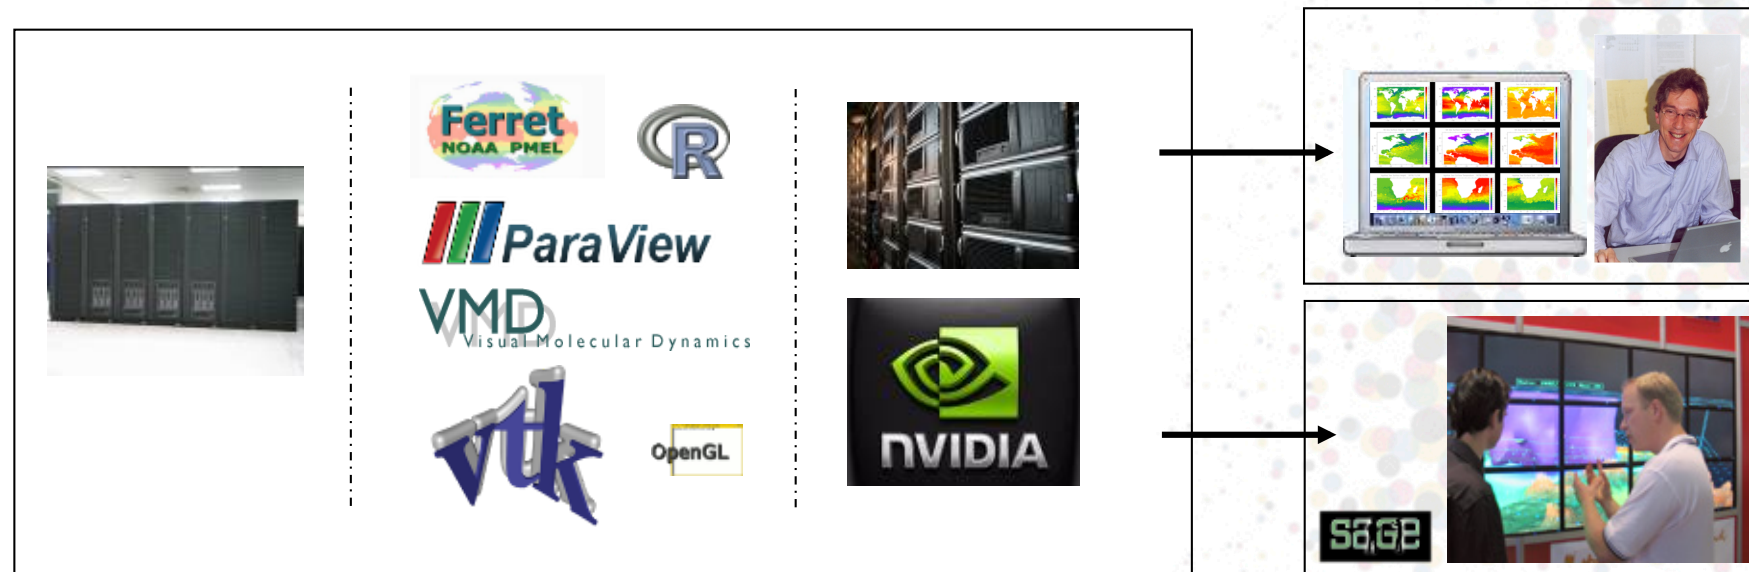 Ferret
NOAA PMEL
R
ParaView
VMD
Visual Molecular Dynamics
vtk
OpenGL
NVIDIA
sage